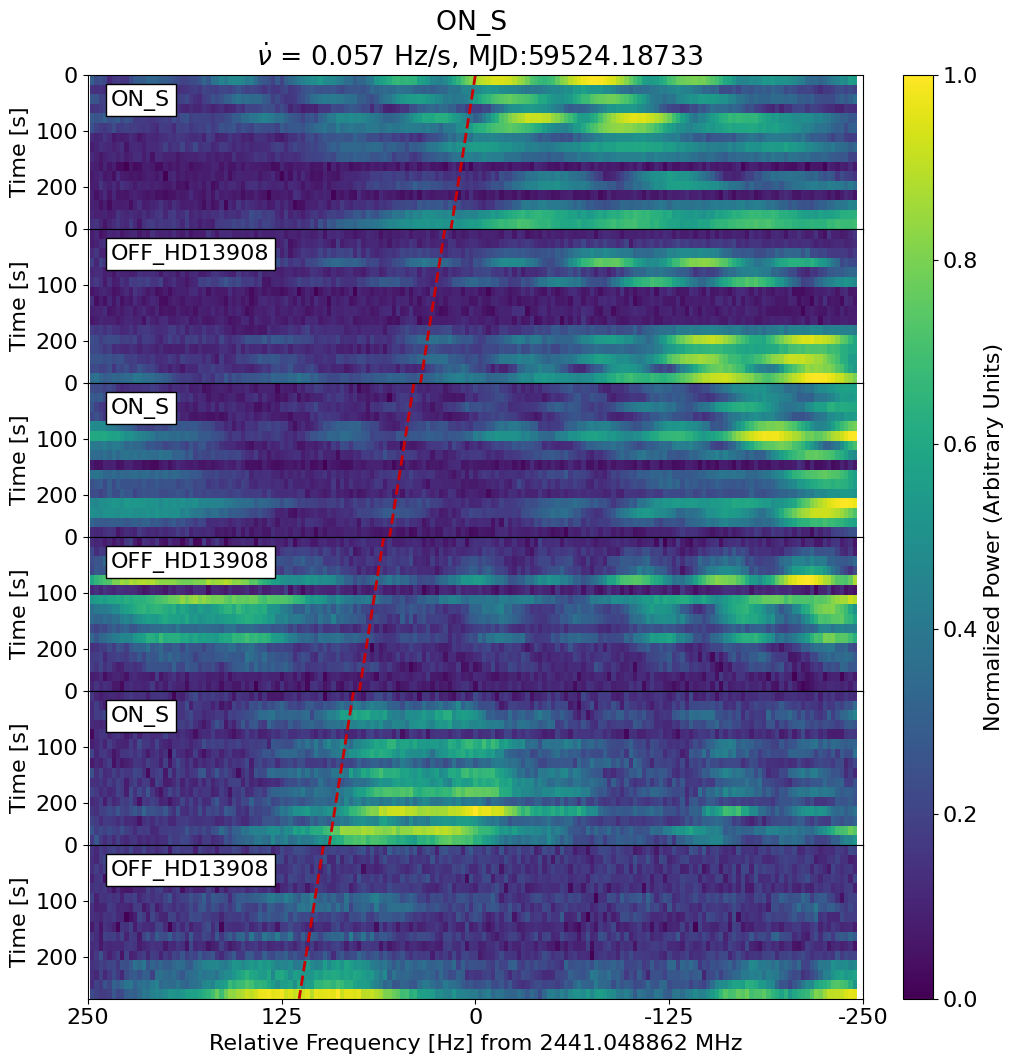 ON_S
ν̇ = 0.057 Hz/s, MJD:59524.18733
0
100
200
Time [s]
ON_S
0
100
200
Time [s]
OFF_HD13908
0
100
200
Time [s]
ON_S
0
100
200
Time [s]
OFF_HD13908
0
100
200
Time [s]
ON_S
0
100
200
Time [s]
OFF_HD13908
250 125 0 -125 -250
Relative Frequency [Hz] from 2441.048862 MHz
1.0
0.8
0.6
0.4
0.2
0.0
Normalized Power (Arbitrary Units)